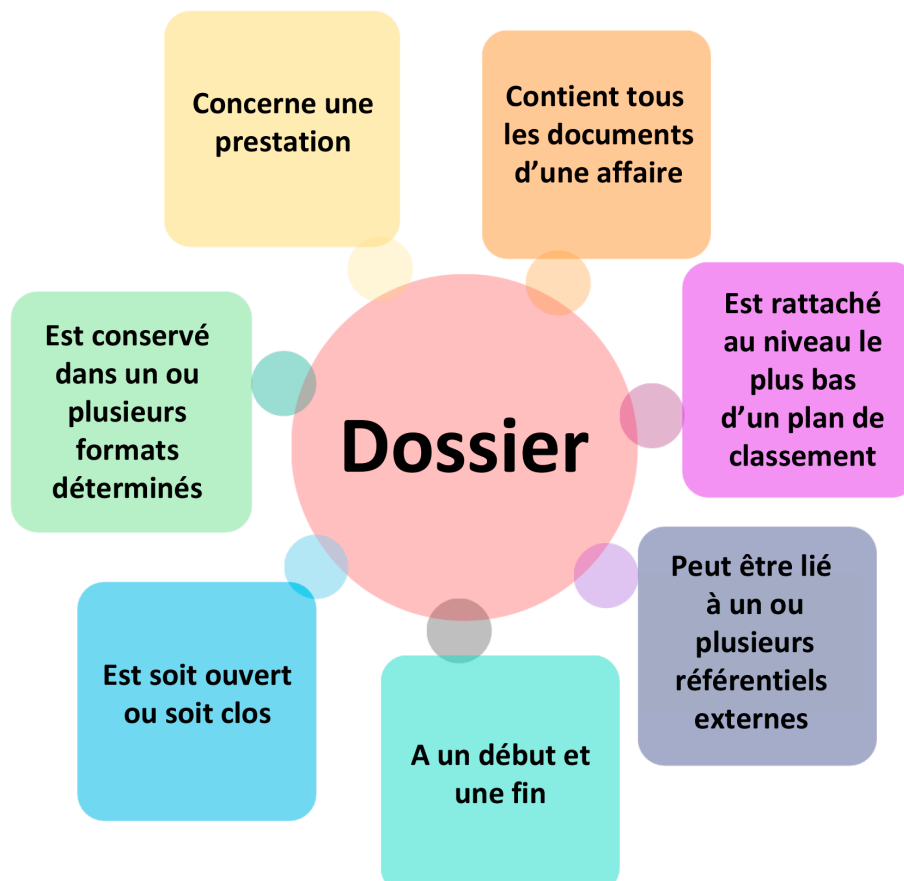 Concerne une
prestation
Contient tous
les documents
d’une affaire
Est rattaché
au niveau le
plus bas
d’un plan de
classement
Peut être lié
à un ou
plusieurs
référentiels
externes
A un début et
une fin
Est soit ouvert
ou soit clos
Est conservé
dans un ou
plusieurs
formats
déterminés
Dossier